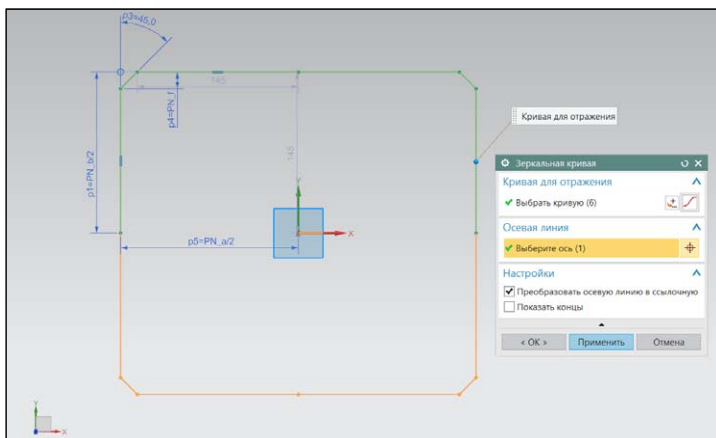 p3=45,0
145
p4=PN_f
p1=PN_b/2
145
Y
X
p5=PN_a/2
Кривая для отражения
Зеркальная кривая
Кривая для отражения
Выбрать кривую (6)
Осевая линия
Выберите ось (1)
Настройки
Преобразовать осевую линию в ссылочную
Показать концы
< OK >
Применить
Отмена
Y
X